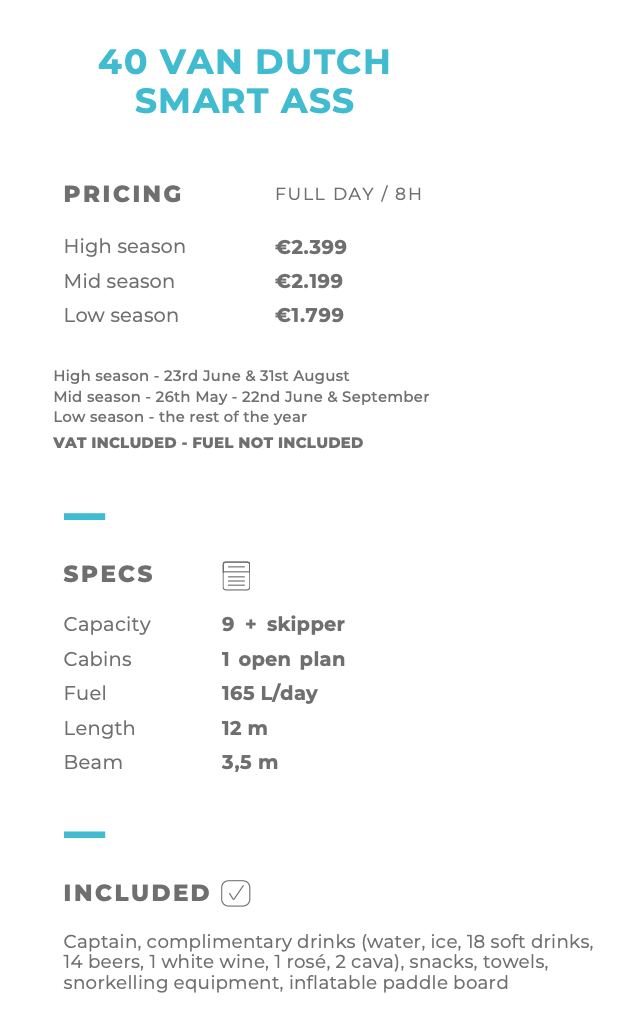 40 VAN DUTCH
SMART ASS
PRICING FULL DAY / 8H
High season €2.399
Mid season €2.199
Low season €1.799
High season - 23rd June & 31st August
Mid season - 26th May - 22nd June & September
Low season - the rest of the year
VAT INCLUDED - FUEL NOT INCLUDED
SPECS
Capacity 9 + skipper
Cabins 1 open plan
Fuel 165 L/day
Length 12 m
Beam 3,5 m
INCLUDED
Captain, complimentary drinks (water, ice, 18 soft drinks,
14 beers, 1 white wine, 1 rosé, 2 cava), snacks, towels,
snorkelling equipment, inflatable paddle board